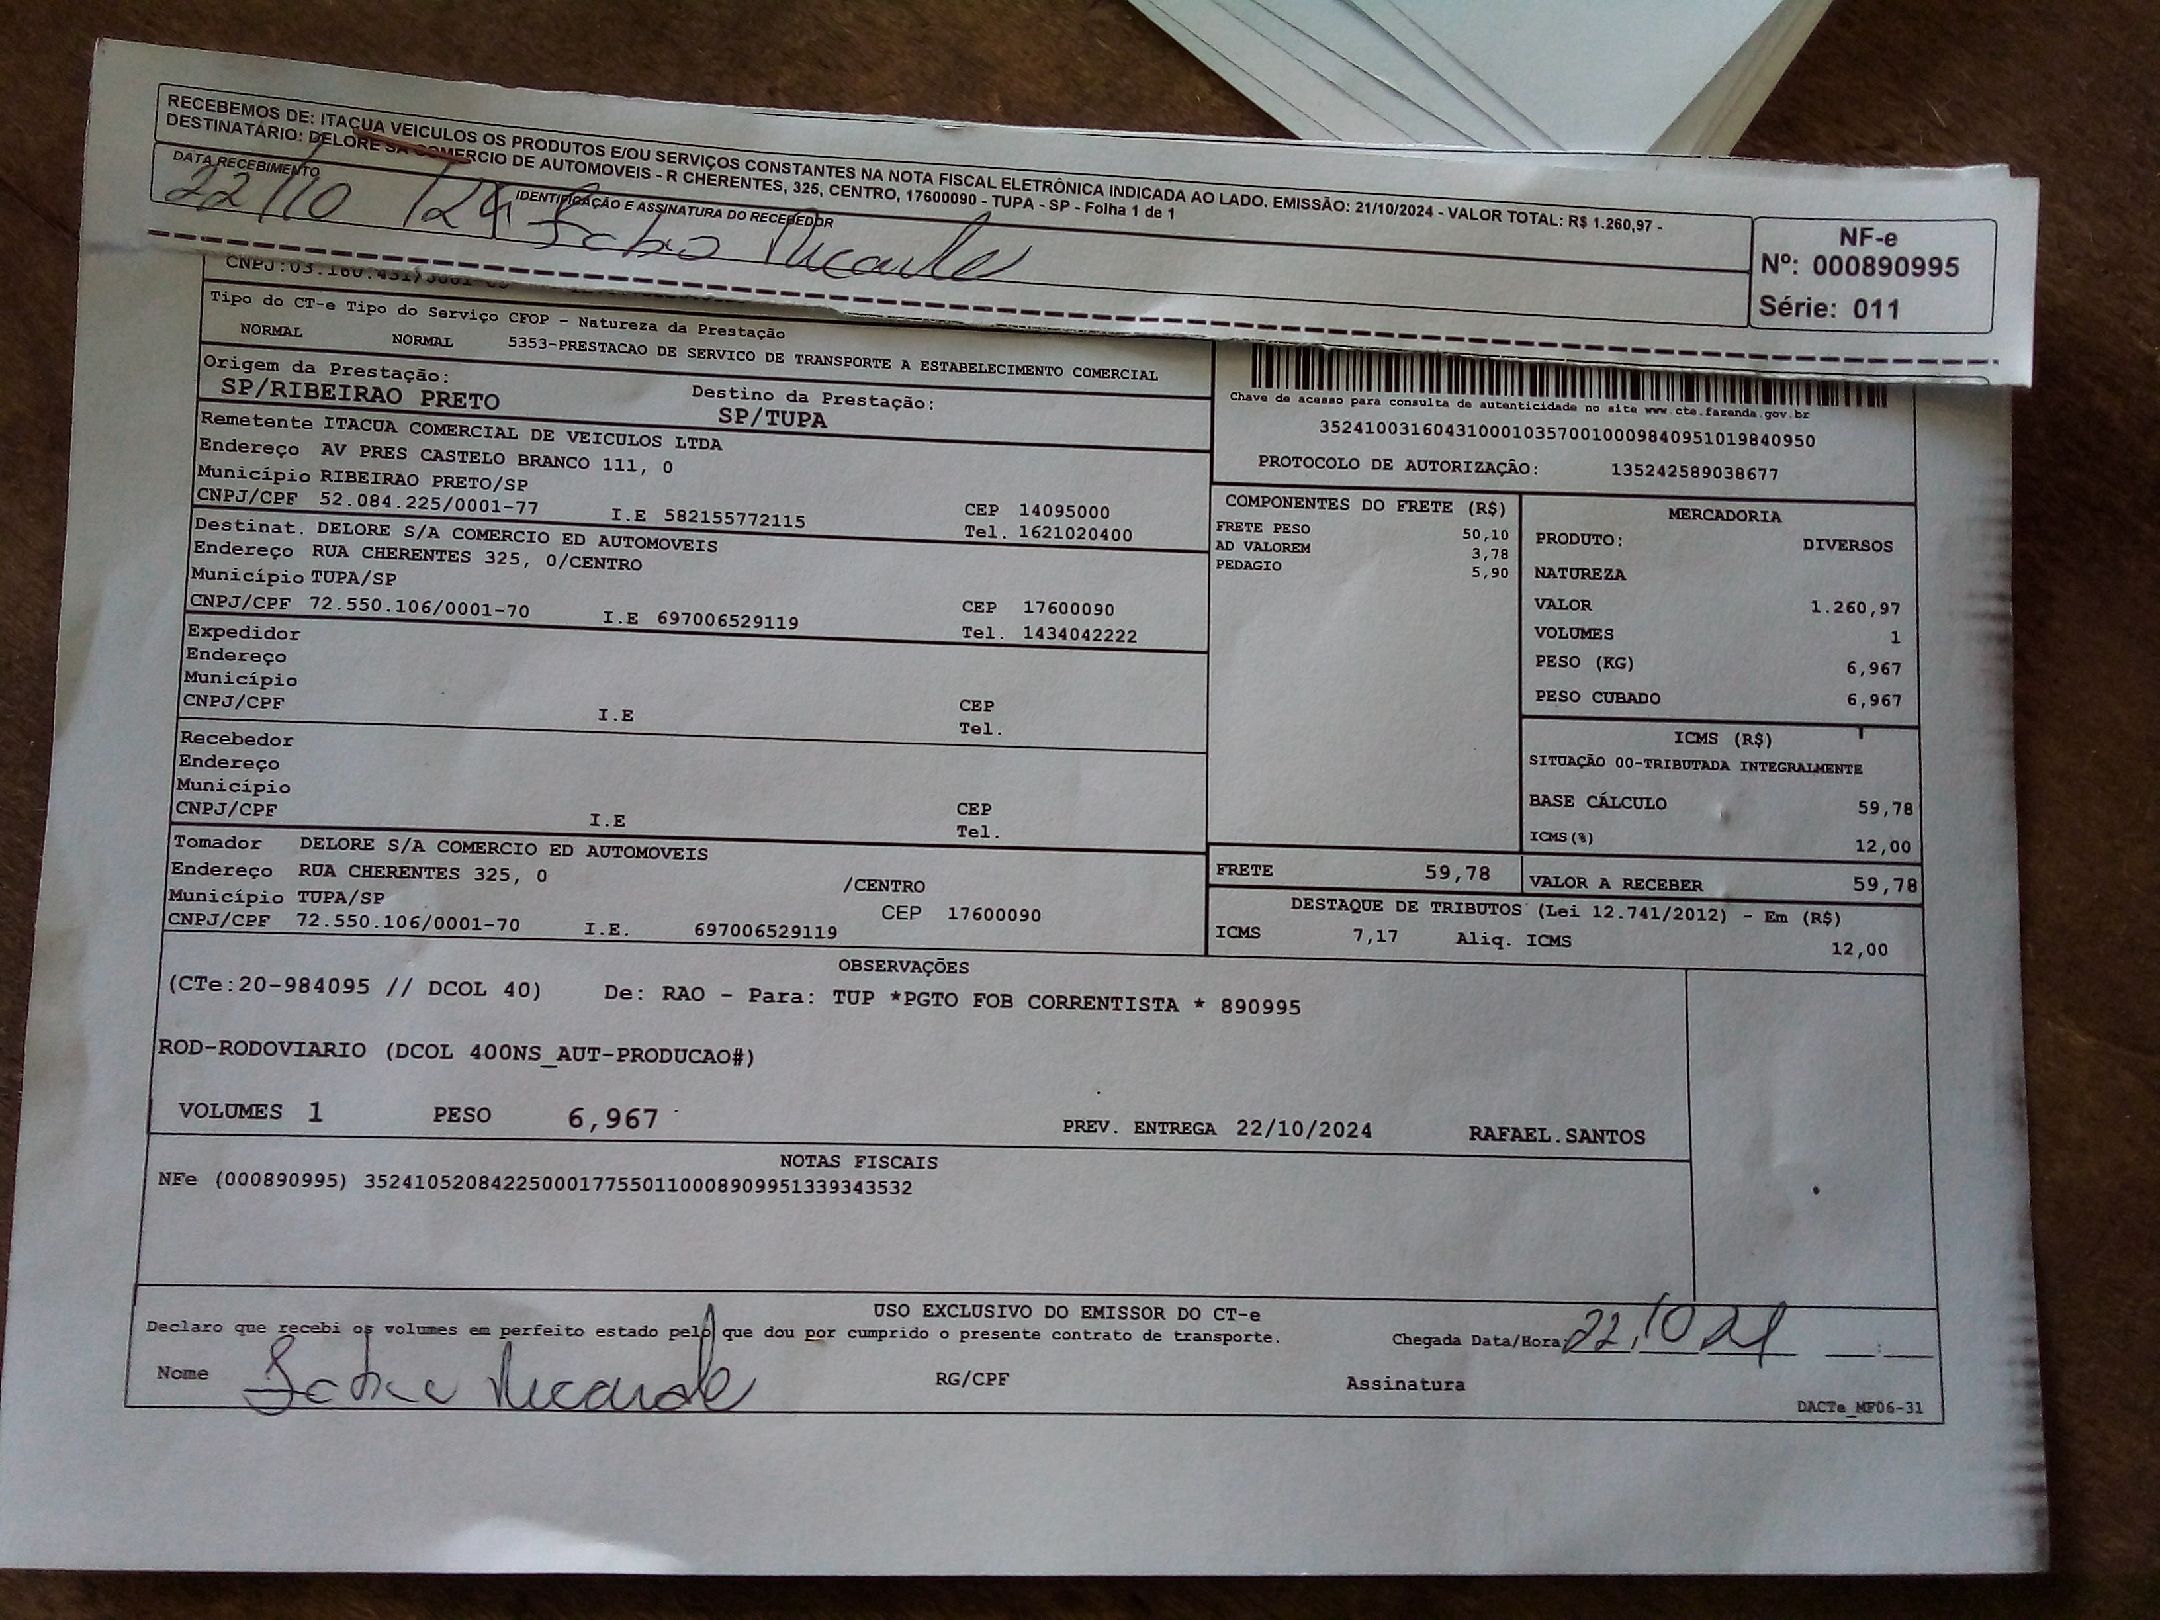 RECEBEMOS DE: ITACUA VEICULOS OS PRODUTOS E/OU SERVIÇOS CONSTANTES NA NOTA FISCAL ELETRÔNICA INDICADA AO LADO. EMISSÃO: 21/10/2024 - VALOR TOTAL: R$ 1.260,97 -
DESTINATÁRIO: DELORE SA COMERCIO DE AUTOMOVEIS - R CHERENTES, 325, CENTRO, 17600090 - TUPA - SP - Folha 1 de 1
DATA RECEBIMENTO
IDENTIFICAÇÃO E ASSINATURA DO RECEBEDOR
22/10/24
NF-e
Nº: 000890995
Série: 011
Tipo do CT-e Tipo do Serviço CFOP - Natureza da Prestação
NORMAL NORMAL 5353-PRESTACAO DE SERVICO DE TRANSPORTE A ESTABELECIMENTO COMERCIAL
Origem da Prestação: Destino da Prestação:
SP/RIBEIRAO PRETO SP/TUPA
Remetente ITACUA COMERCIAL DE VEICULOS LTDA
Endereço AV PRES CASTELO BRANCO 111, 0
Município RIBEIRAO PRETO/SP CEP 14095000
CNPJ/CPF 52.084.225/0001-77 I.E 582155772115 Tel. 1621020400
Destinat. DELORE S/A COMERCIO ED AUTOMOVEIS
Endereço RUA CHERENTES 325, 0/CENTRO
Município TUPA/SP CEP 17600090
CNPJ/CPF 72.550.106/0001-70 I.E 697006529119 Tel. 1434042222
Expedidor
Endereço
Município CEP
CNPJ/CPF I.E Tel.
Recebedor
Endereço
Município CEP
CNPJ/CPF I.E Tel.
Tomador DELORE S/A COMERCIO ED AUTOMOVEIS
Endereço RUA CHERENTES 325, 0 /CENTRO
Município TUPA/SP CEP 17600090
CNPJ/CPF 72.550.106/0001-70 I.E. 697006529119
Chave de acesso para consulta de autenticidade no site www.cte.fazenda.gov.br
35241003160431000103570010009840951019840950
PROTOCOLO DE AUTORIZAÇÃO: 135242589038677
COMPONENTES DO FRETE (R$)
FRETE PESO 50,10
AD VALOREM 3,78
PEDAGIO 5,90
MERCADORIA
PRODUTO: DIVERSOS
NATUREZA
VALOR 1.260,97
VOLUMES 1
PESO (KG) 6,967
PESO CUBADO 6,967
ICMS (R$)
SITUAÇÃO 00-TRIBUTADA INTEGRALMENTE
BASE CÁLCULO 59,78
ICMS(%) 12,00
FRETE 59,78 VALOR A RECEBER 59,78
DESTAQUE DE TRIBUTOS (Lei 12.741/2012) - Em (R$)
ICMS 7,17 Aliq. ICMS 12,00
OBSERVAÇÕES
(CTe:20-984095 // DCOL 40) De: RAO - Para: TUP *PGTO FOB CORRENTISTA * 890995
ROD-RODOVIARIO (DCOL 400NS_AUT-PRODUCAO#)
VOLUMES 1 PESO 6,967 PREV. ENTREGA 22/10/2024 RAFAEL.SANTOS
NOTAS FISCAIS
NFe (000890995) 35241052084225000177550110008909951339343532
USO EXCLUSIVO DO EMISSOR DO CT-e
Declaro que recebi os volumes em perfeito estado pelo que dou por cumprido o presente contrato de transporte. Chegada Data/Hora: 22/10 24
Nome RG/CPF Assinatura
DACTe_MF06-31